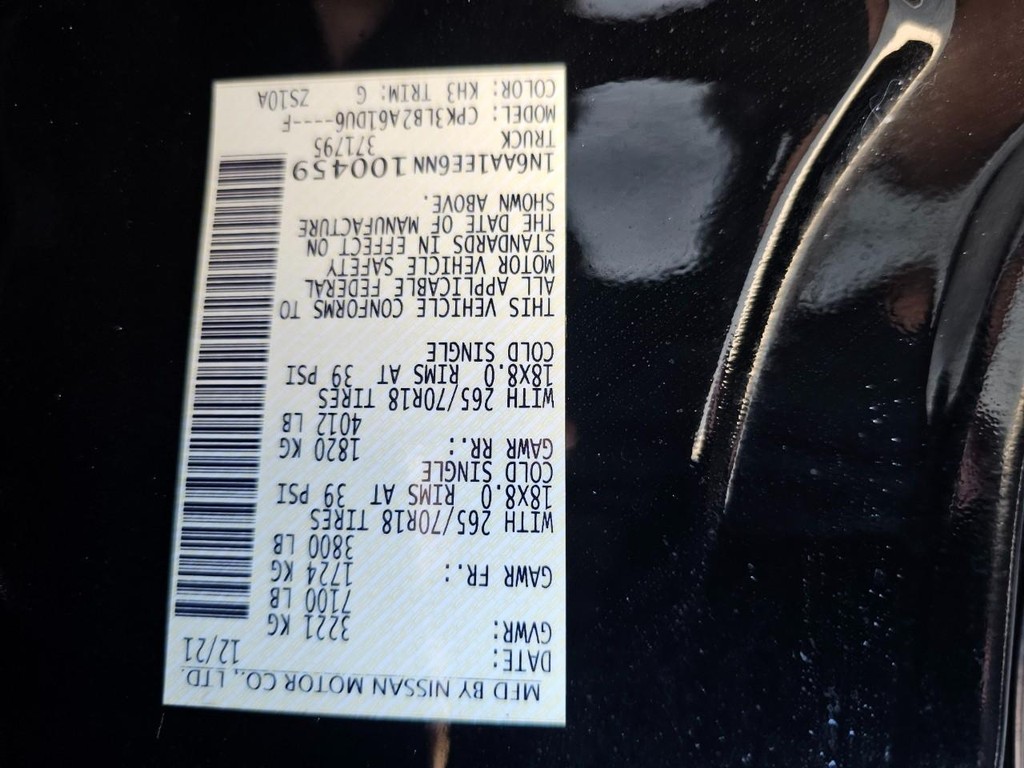 MFD BY NISSAN MOTOR CO., LTD.
DATE: 12/21
GVWR: 3221 KG
7100 LB
GAWR FR.: 1724 KG
3800 LB
WITH 265/70R18 TIRES
18X8.0 RIMS AT 39 PSI
COLD SINGLE
GAWR RR.: 1820 KG
4012 LB
WITH 265/70R18 TIRES
18X8.0 RIMS AT 39 PSI
COLD SINGLE
THIS VEHICLE CONFORMS TO
ALL APPLICABLE FEDERAL
MOTOR VEHICLE SAFETY
STANDARDS IN EFFECT ON
THE DATE OF MANUFACTURE
SHOWN ABOVE.
1N6AA1EE6NN100459
TRUCK 371795
MODEL: CPK3LB2A61DU6----F
COLOR: KH3 TRIM: G ZS10A